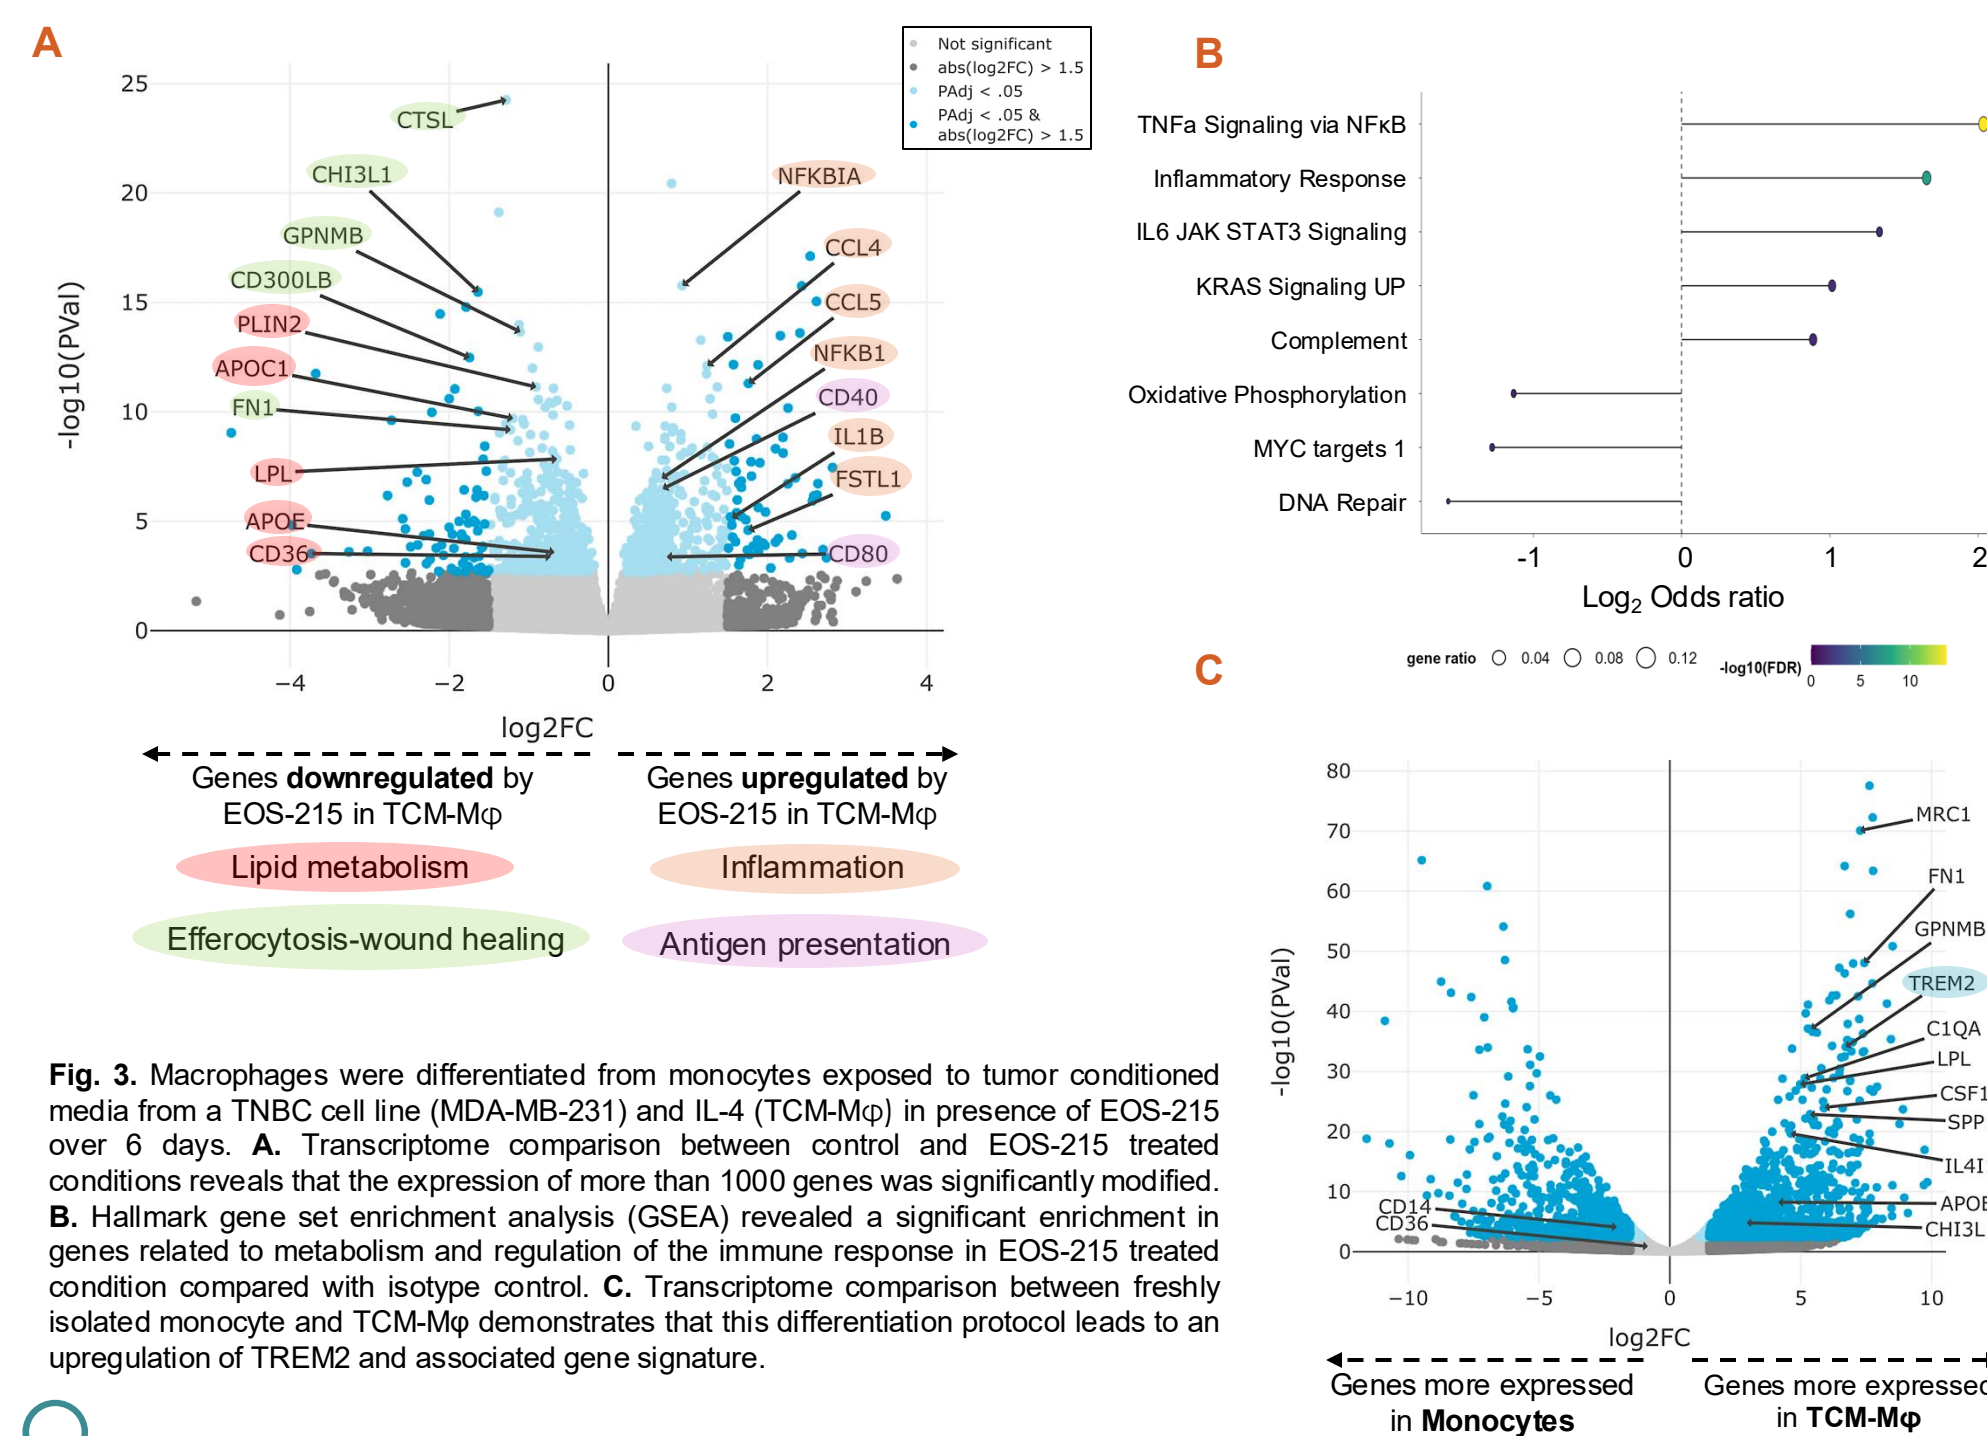 A
Not significant
abs(log2FC) > 1.5
PAdj < .05
PAdj < .05 &
abs(log2FC) > 1.5
25
20
15
10
5
0
-log10(PVal)
CTSL
CHI3L1
GPNMB
CD300LB
PLIN2
APOC1
FN1
LPL
APOE
CD36
NFKBIA
CCL4
CCL5
NFKB1
CD40
IL1B
FSTL1
CD80
−4
−2
0
2
4
log2FC
Genes downregulated by
EOS-215 in TCM-Mφ
Genes upregulated by
EOS-215 in TCM-Mφ
Lipid metabolism
Inflammation
Efferocytosis-wound healing
Antigen presentation
B
TNFa Signaling via NFκB
Inflammatory Response
IL6 JAK STAT3 Signaling
KRAS Signaling UP
Complement
Oxidative Phosphorylation
MYC targets 1
DNA Repair
-1
0
1
2
Log2 Odds ratio
gene ratio 0.04 0.08 0.12
-log10(FDR)
0 5 10
C
80
70
60
50
40
30
20
10
0
-log10(PVal)
MRC1
FN1
GPNMB
TREM2
C1QA
LPL
CSF1
SPP
IL4I
APOE
CHI3L
CD14
CD36
−10
−5
0
5
10
log2FC
Genes more expressed
in Monocytes
Genes more expressed
in TCM-Mφ
Fig. 3. Macrophages were differentiated from monocytes exposed to tumor conditioned
media from a TNBC cell line (MDA-MB-231) and IL-4 (TCM-Mφ) in presence of EOS-215
over 6 days. A. Transcriptome comparison between control and EOS-215 treated
conditions reveals that the expression of more than 1000 genes was significantly modified.
B. Hallmark gene set enrichment analysis (GSEA) revealed a significant enrichment in
genes related to metabolism and regulation of the immune response in EOS-215 treated
condition compared with isotype control. C. Transcriptome comparison between freshly
isolated monocyte and TCM-Mφ demonstrates that this differentiation protocol leads to an
upregulation of TREM2 and associated gene signature.